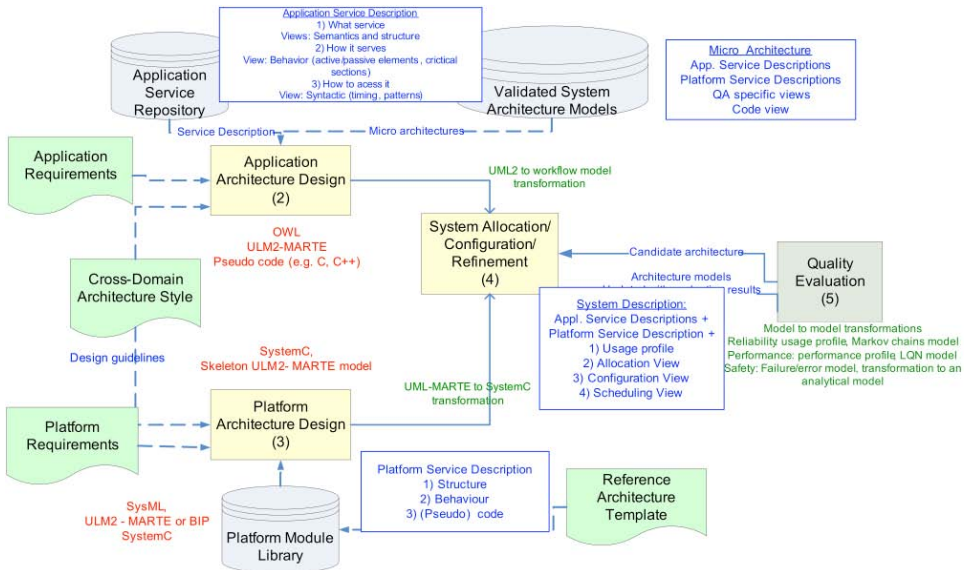 Application Service Description
1) What service
Views: Semantics and structure
2) How it serves
View: Behavior (active/passive elements, crictical
sections)
3) How to acess it
View: Syntactic (timing, patterns)
Application
Service
Repository
Validated System
Architecture Models
Micro Architecture
App. Service Descriptions
Platform Service Descriptions
QA specific views
Code view
Service Description
Micro architectures
Application
Requirements
Application
Architecture Design
(2)
UML2 to workflow model
transformation
OWL
ULM2-MARTE
Pseudo code (e.g. C, C++)
System Allocation/
Configuration/
Refinement
(4)
Candidate architecture
Quality
Evaluation
(5)
Architecture models
results
Cross-Domain
Architecture Style
System Description:
Appl. Service Descriptions +
Platform Service Description +
1) Usage profile
2) Allocation View
3) Configuration View
4) Scheduling View
Model to model transformations
Reliability usage profile, Markov chains model
Performance: performance profile, LQN model
Safety: Failure/error model, transformation to an
analytical model
Design guidelines
SystemC,
Skeleton ULM2- MARTE model
UML-MARTE to SystemC
transformation
Platform
Requirements
Platform
Architecture Design
(3)
Platform Service Description
1) Structure
2) Behaviour
3) (Pseudo) code
Reference
Architecture
Template
SysML,
ULM2 - MARTE or BIP
SystemC
Platform Module
Library